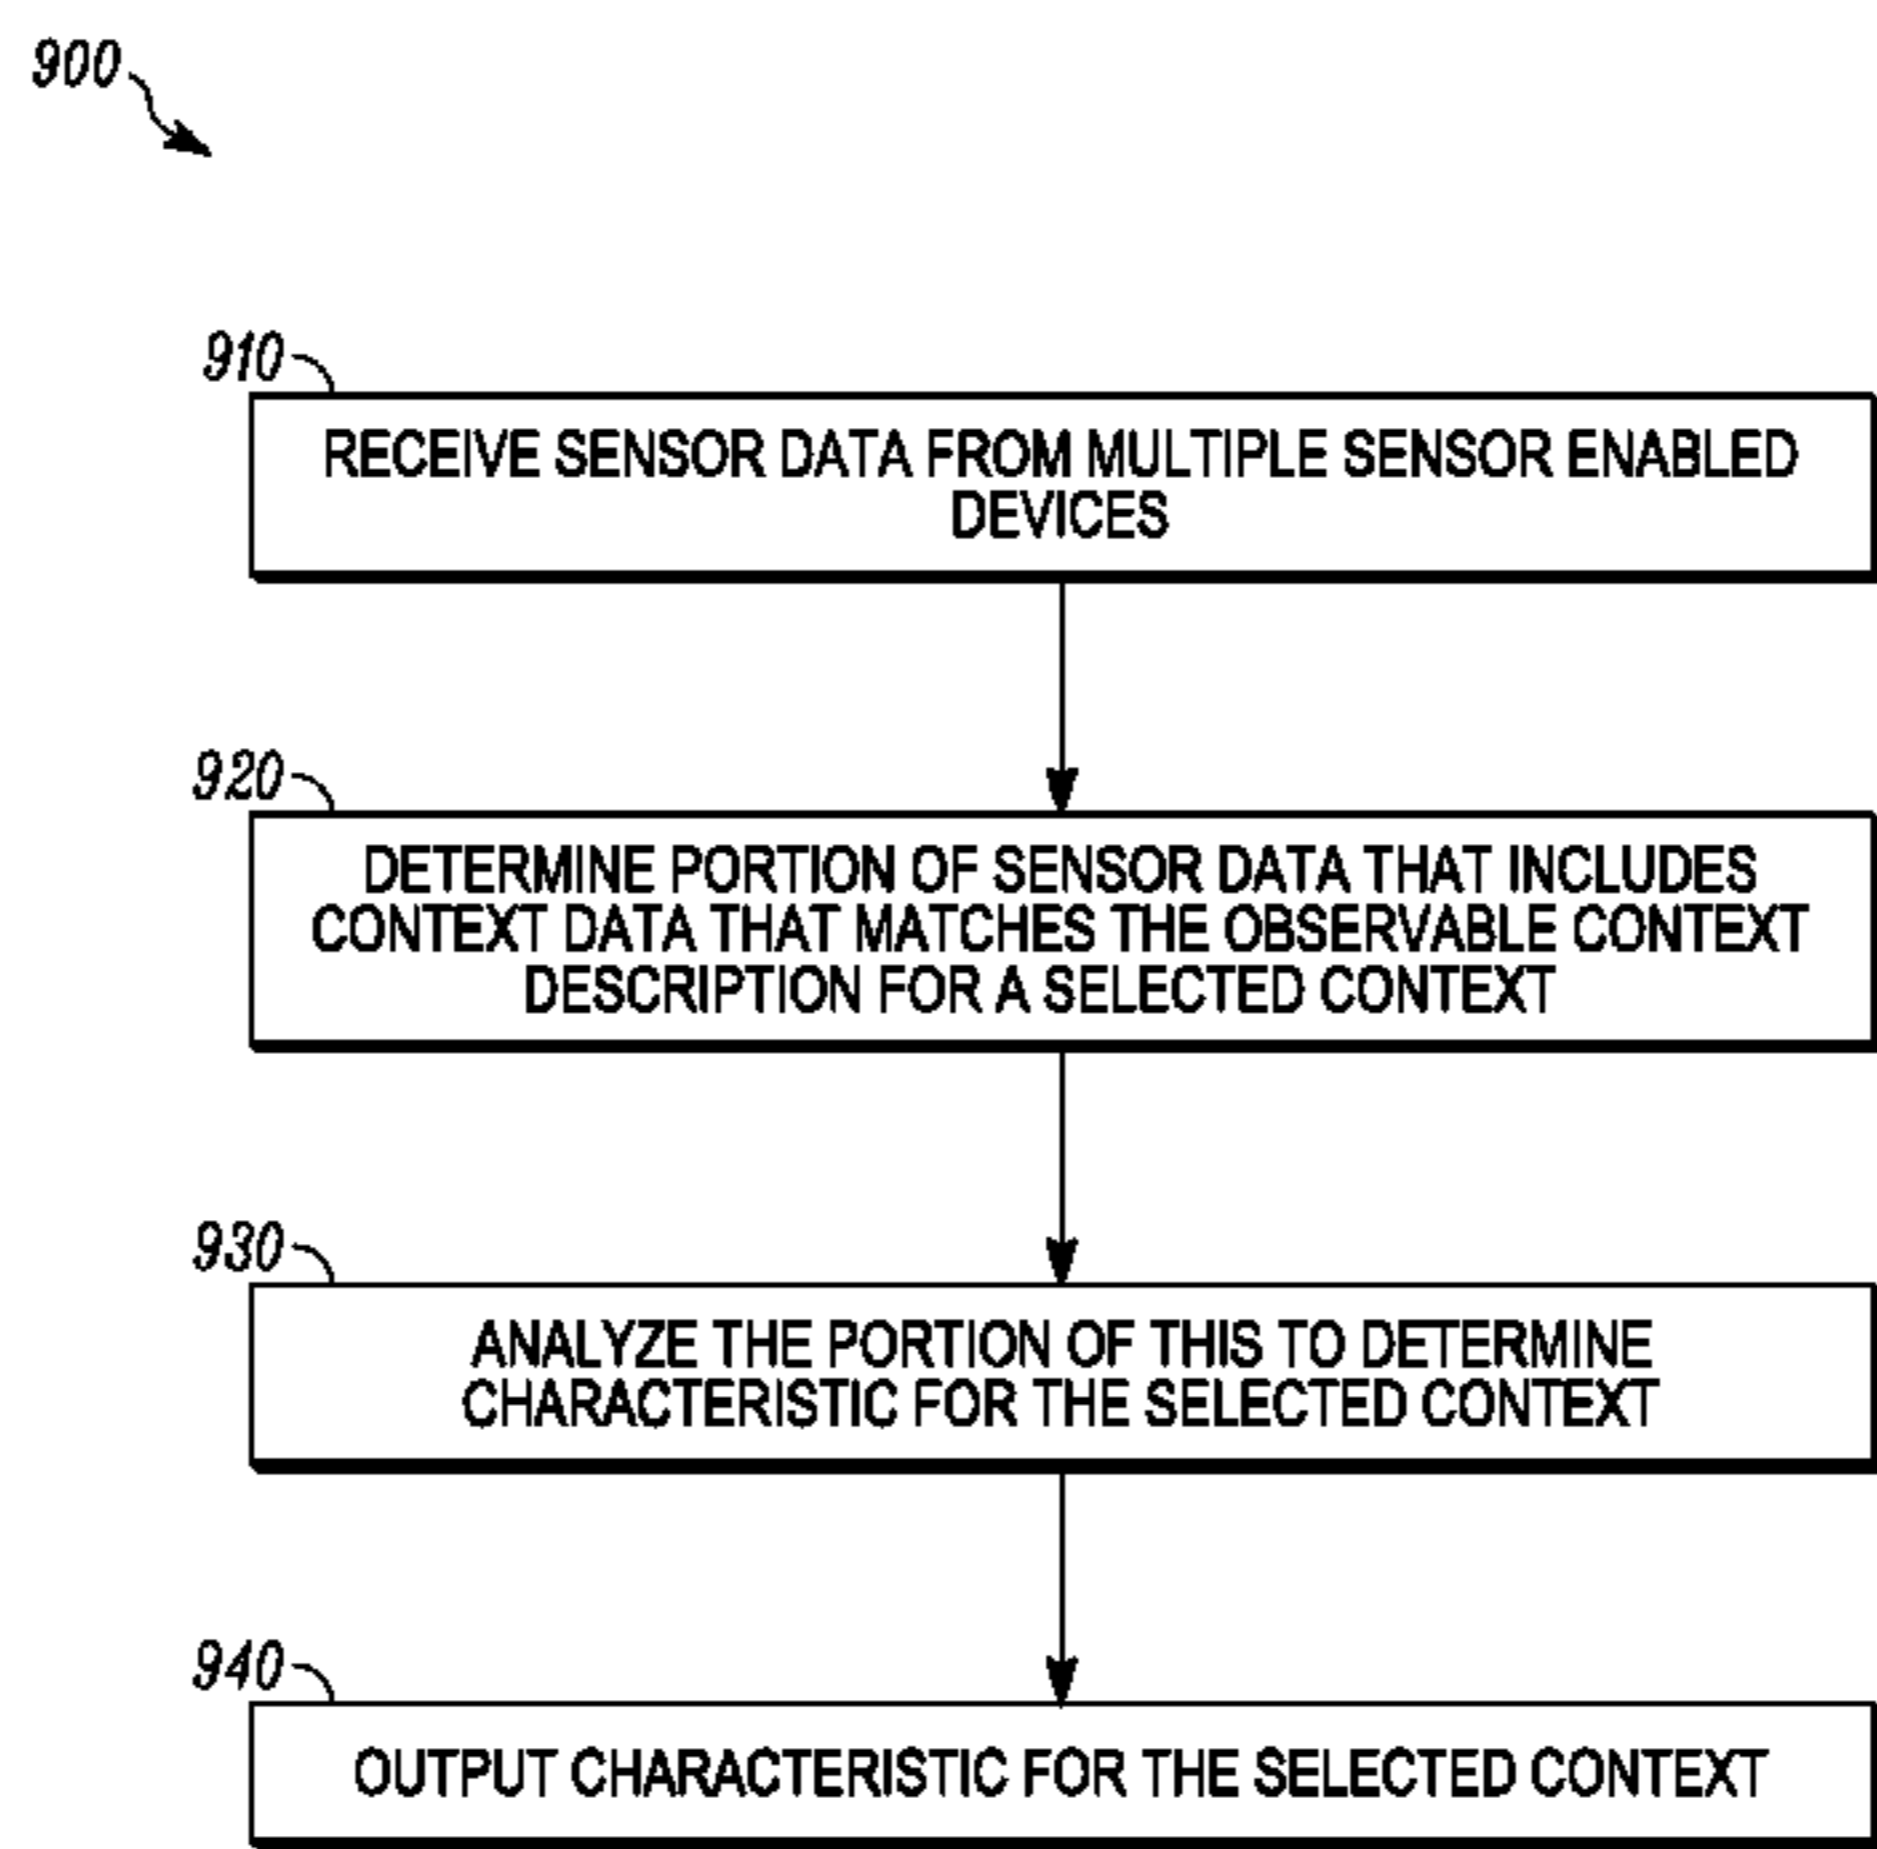 900
910
RECEIVE SENSOR DATA FROM MULTIPLE SENSOR ENABLED
DEVICES
920
DETERMINE PORTION OF SENSOR DATA THAT INCLUDES
CONTEXT DATA THAT MATCHES THE OBSERVABLE CONTEXT
DESCRIPTION FOR A SELECTED CONTEXT
930
ANALYZE THE PORTION OF THIS TO DETERMINE
CHARACTERISTIC FOR THE SELECTED CONTEXT
940
OUTPUT CHARACTERISTIC FOR THE SELECTED CONTEXT